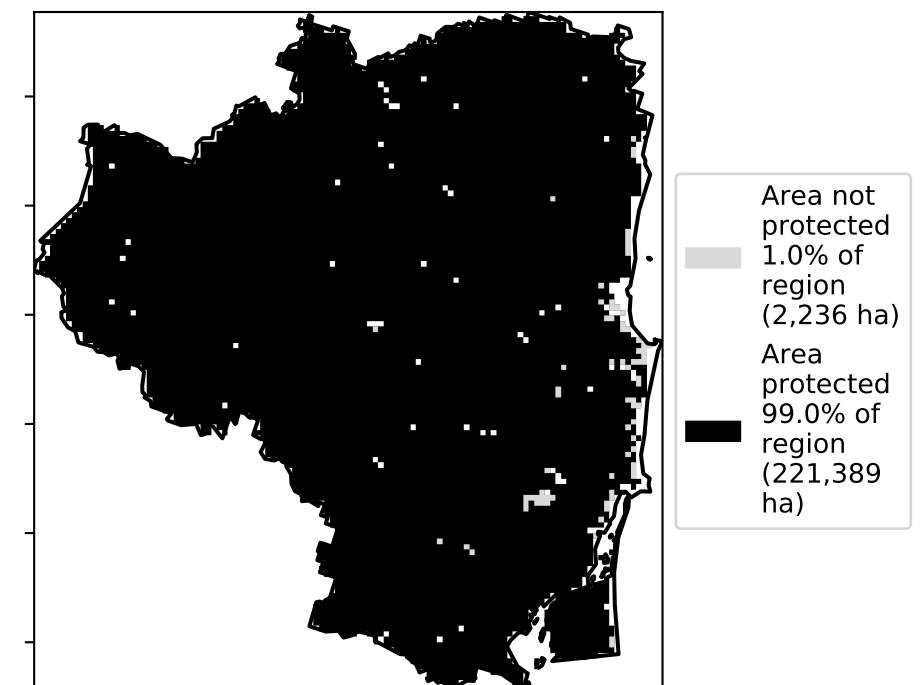 Area not
protected
1.0% of
region
(2,236 ha)
Area
protected
99.0% of
region
(221,389
ha)